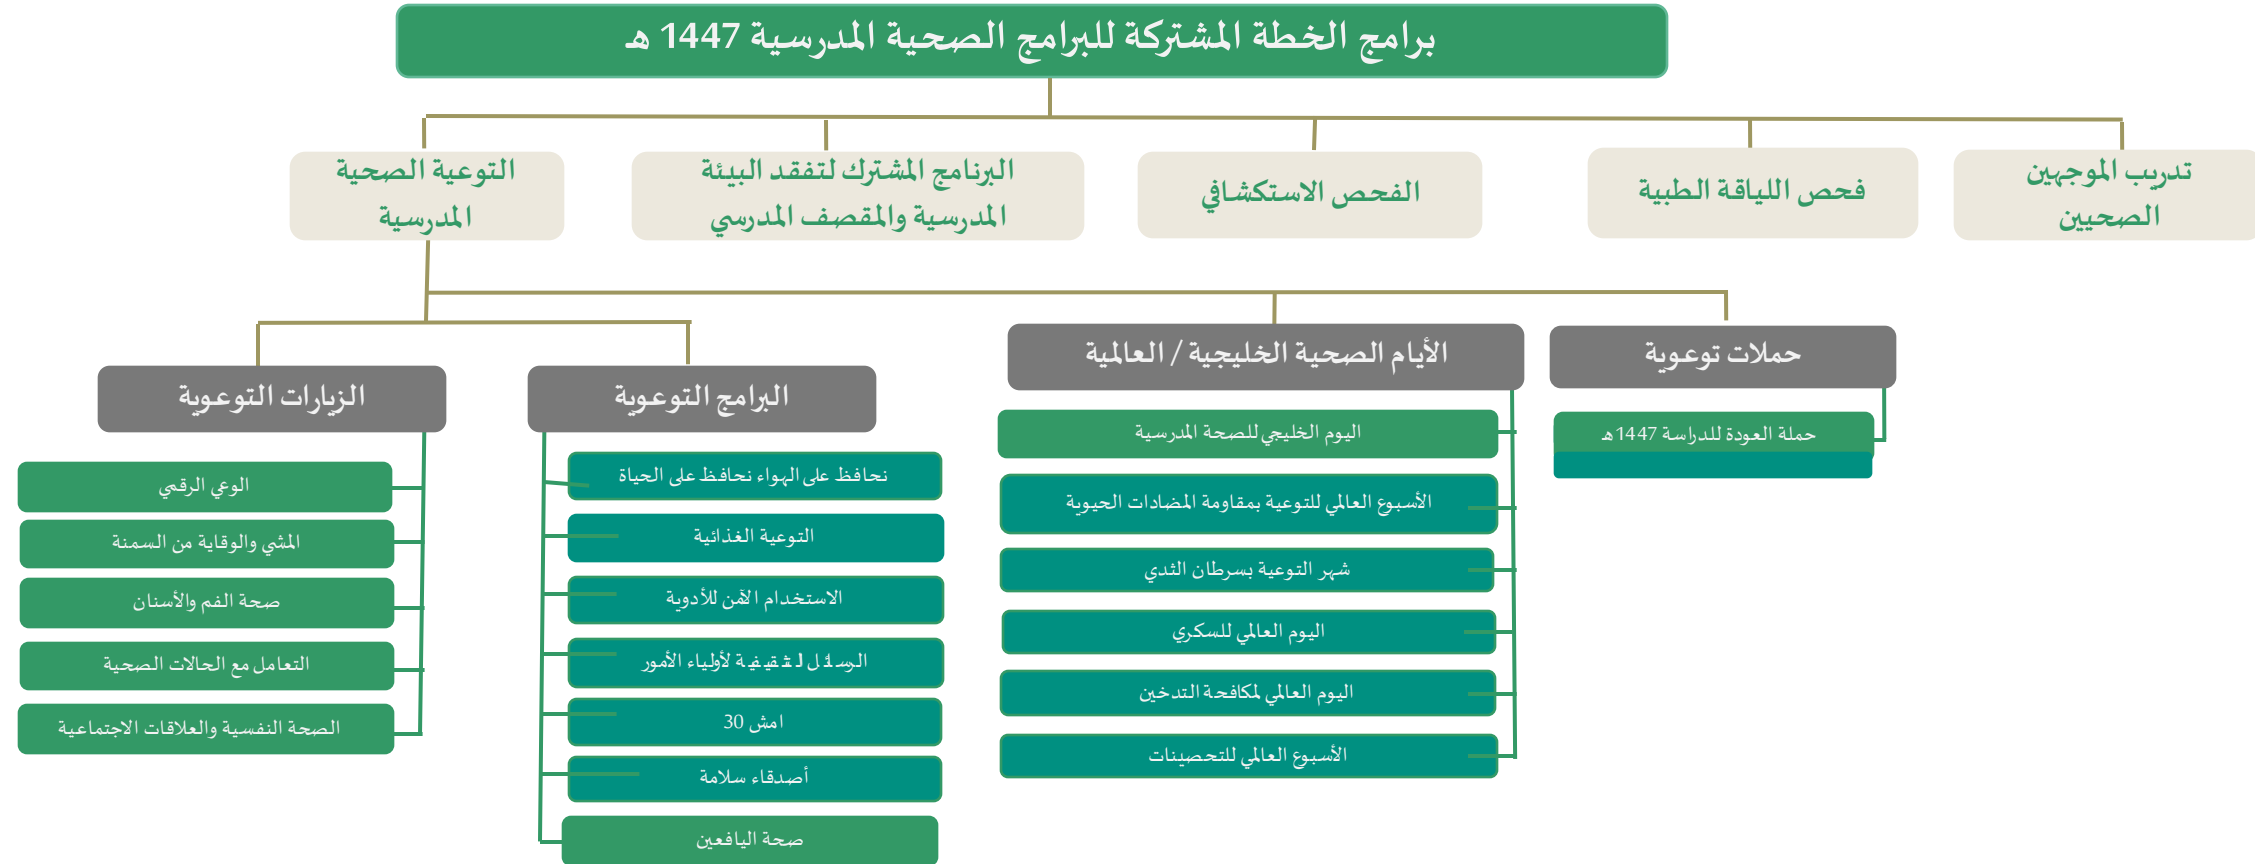 برامج الخطة المشتركة للبرامج الصحية المدرسية 1447 هـ
تدريب الموجهين
الصحيين
فحص اللياقة الطبية
الفحص الاستكشافي
البرنامج المشترك لتفقد البيئة
المدرسية والمقصف المدرسي
التوعية الصحية
المدرسية
حملات توعوية
حملة العودة للدراسة 1447هـ
الأيام الصحية الخليجية / العالمية
اليوم الخليجي للصحة المدرسية
الأسبوع العالمي للتوعية بمقاومة المضادات الحيوية
شهر التوعية بسرطان الثدي
اليوم العالمي للسكري
اليوم العالمي لمكافحة التدخين
الأسبوع العالمي للتحصينات
البرامج التوعوية
نحافظ على الهواء نحافظ على الحياة
التوعية الغذائية
الاستخدام الآمن للأدوية
الرسائل التثقيفية لأولياء الأمور
امش 30
أصدقاء سلامة
صحة اليافعين
الزيارات التوعوية
الوعي الرقمي
المشي والوقاية من السمنة
صحة الفم والأسنان
التعامل مع الحالات الصحية
الصحة النفسية والعلاقات الاجتماعية